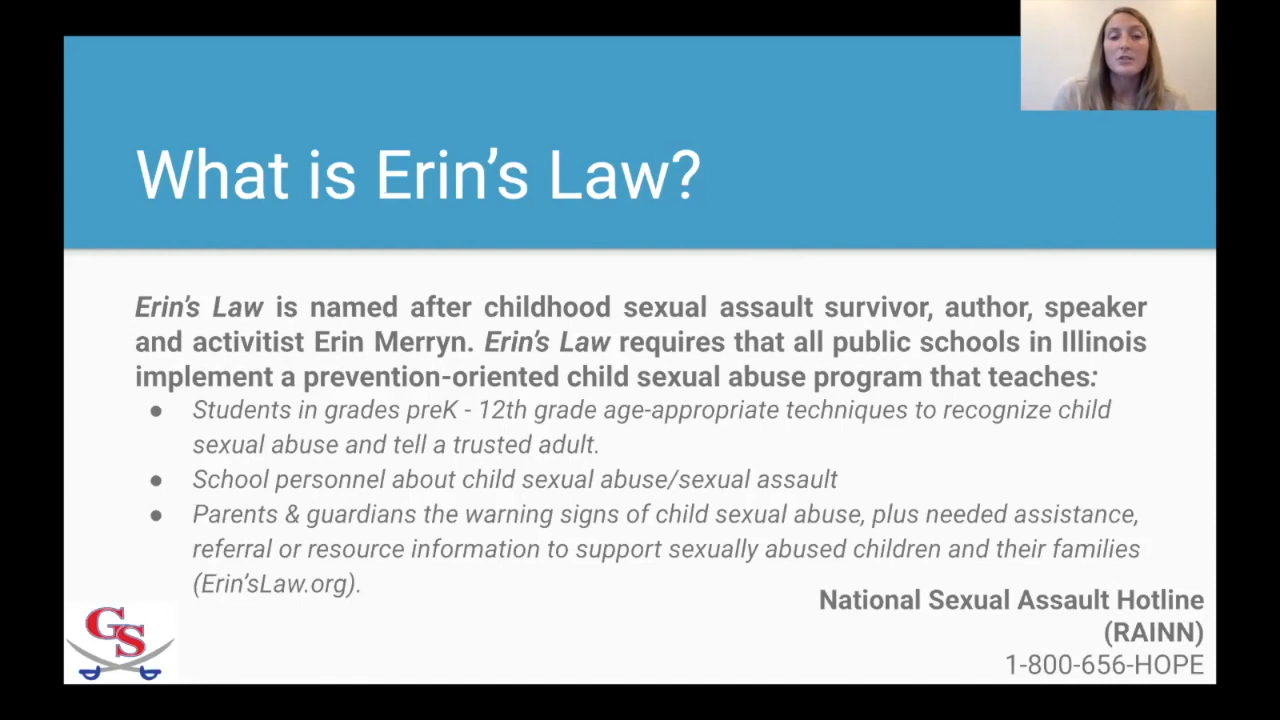 What is Erin's Law?
Erin's Law is named after childhood sexual assault survivor, author, speaker
and activitist Erin Merryn. Erin's Law requires that all public schools in Illinois
implement a prevention-oriented child sexual abuse program that teaches:
● Students in grades preK - 12th grade age-appropriate techniques to recognize child
sexual abuse and tell a trusted adult.
● School personnel about child sexual abuse/sexual assault
● Parents & guardians the warning signs of child sexual abuse, plus needed assistance,
referral or resource information to support sexually abused children and their families
(Erin'sLaw.org).
National Sexual Assault Hotline
(RAINN)
1-800-656-HOPE
GS